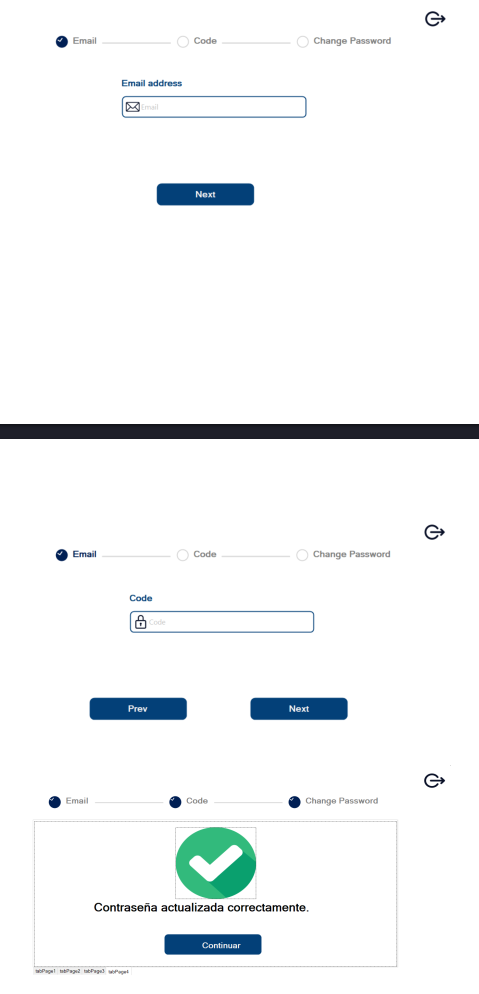 Email Code Change Password
Email address
Email
Next
Email Code Change Password
Code
Code
Prev Next
Email Code Change Password
Contraseña actualizada correctamente.
Continuar
tabPage1 tabPage2 tabPage3 tabPage4